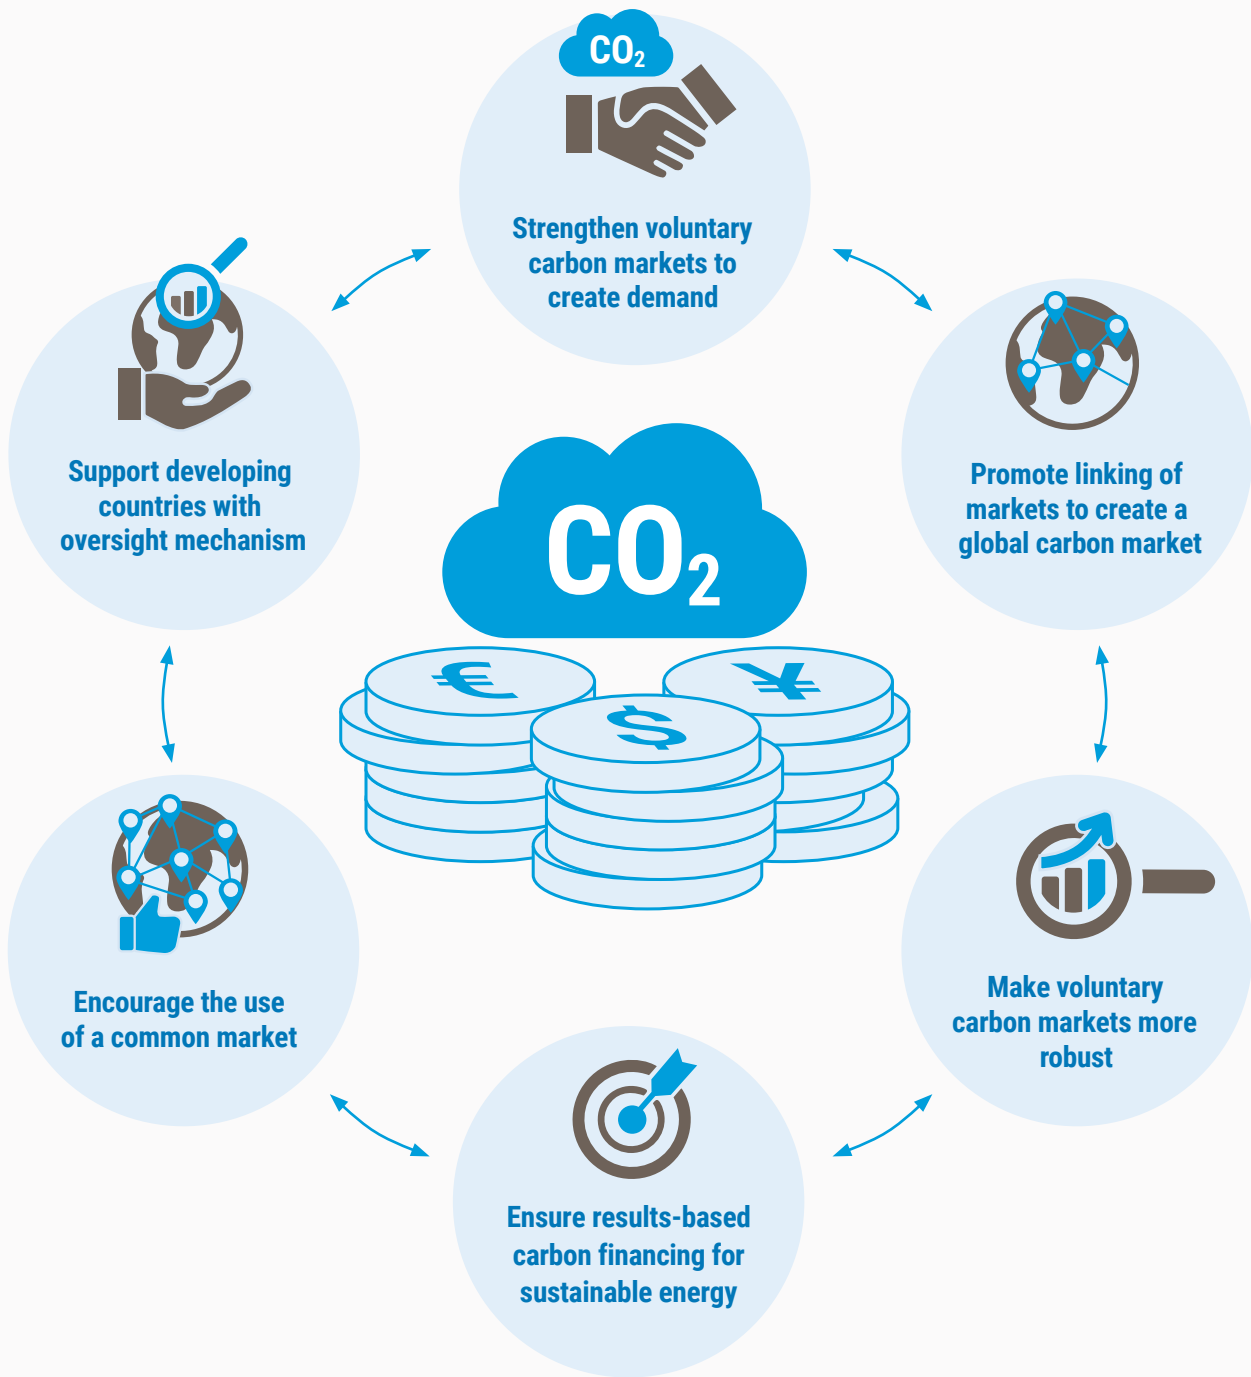 CO₂
Strengthen voluntary
carbon markets to
create demand
Promote linking of
markets to create a
global carbon market
Make voluntary
carbon markets more
robust
Ensure results-based
carbon financing for
sustainable energy
Encourage the use
of a common market
Support developing
countries with
oversight mechanism
CO₂
€
$
¥